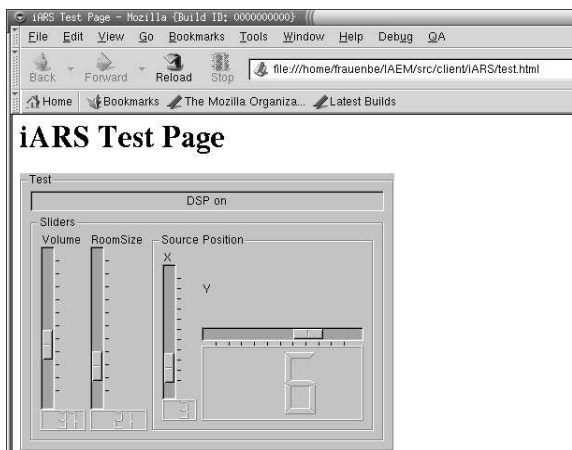 iARS Test Page - Mozilla {Build ID: 0000000000}
File Edit View Go Bookmarks Tools Window Help Debug QA
Back Forward Reload Stop file:///home/frauenbe/IAEM/src/client/iARS/test.html
Home Bookmarks The Mozilla Organiza... Latest Builds
iARS Test Page
Test
DSP on
Sliders
Volume RoomSize Source Position
X
Y
6
31 21 3